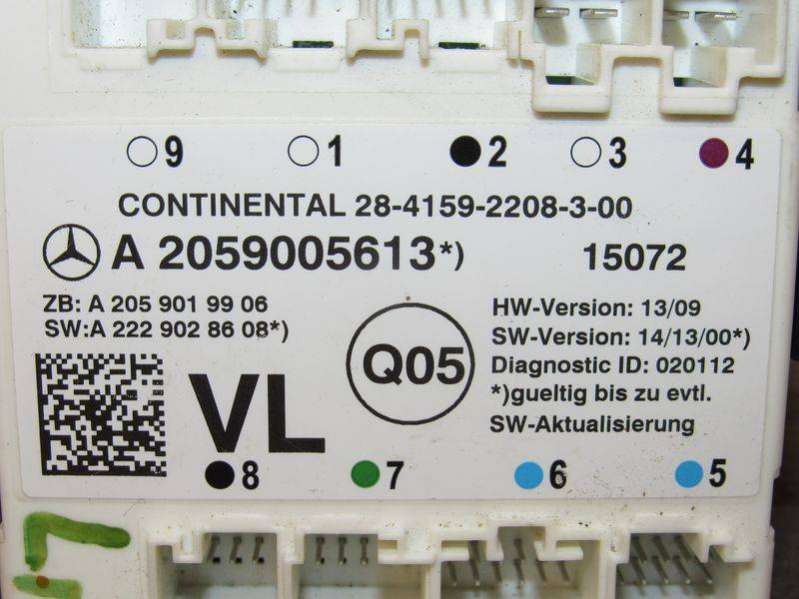 9 1 2 3 4
CONTINENTAL 28-4159-2208-3-00
A 2059005613*) 15072
ZB: A 205 901 99 06
SW:A 222 902 86 08*)
Q05
HW-Version: 13/09
SW-Version: 14/13/00*)
Diagnostic ID: 020112
*)gueltig bis zu evtl.
SW-Aktualisierung
VL
8 7 6 5